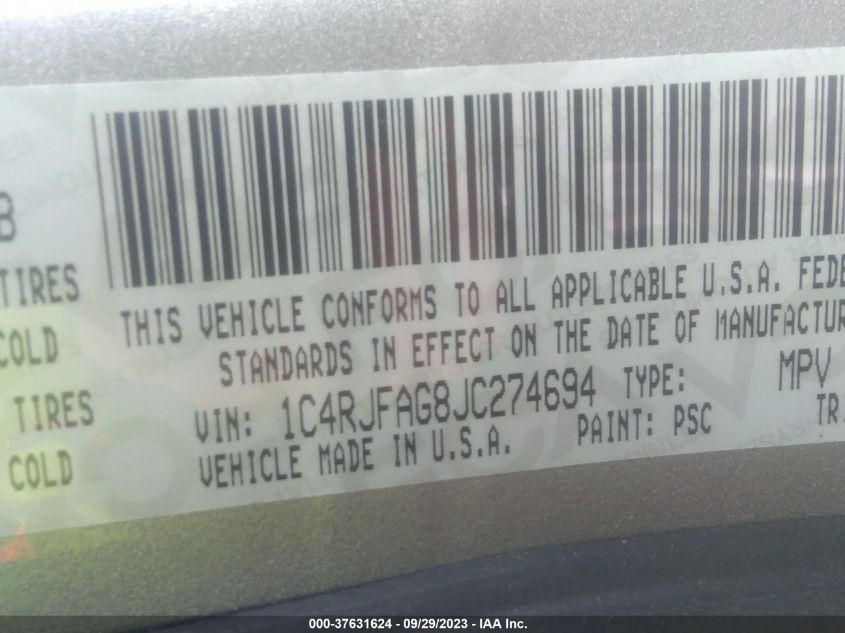 B
TIRES
COLD
TIRES
COLD
THIS VEHICLE CONFORMS TO ALL APPLICABLE U.S.A. FEDE
STANDARDS IN EFFECT ON THE DATE OF MANUFACTUR
VIN: 1C4RJFAG8JC274694 TYPE: MPV
VEHICLE MADE IN U.S.A. PAINT: PSC TR.
000-37631624 - 09/29/2023 - IAA Inc.